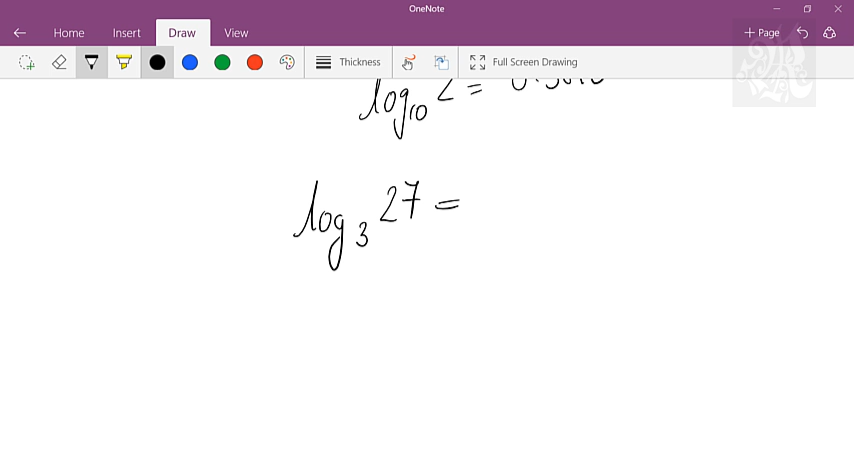 OneNote
Home Insert Draw View + Page
Thickness Full Screen Drawing
log₁₀ 2 =
log₃ 27 =